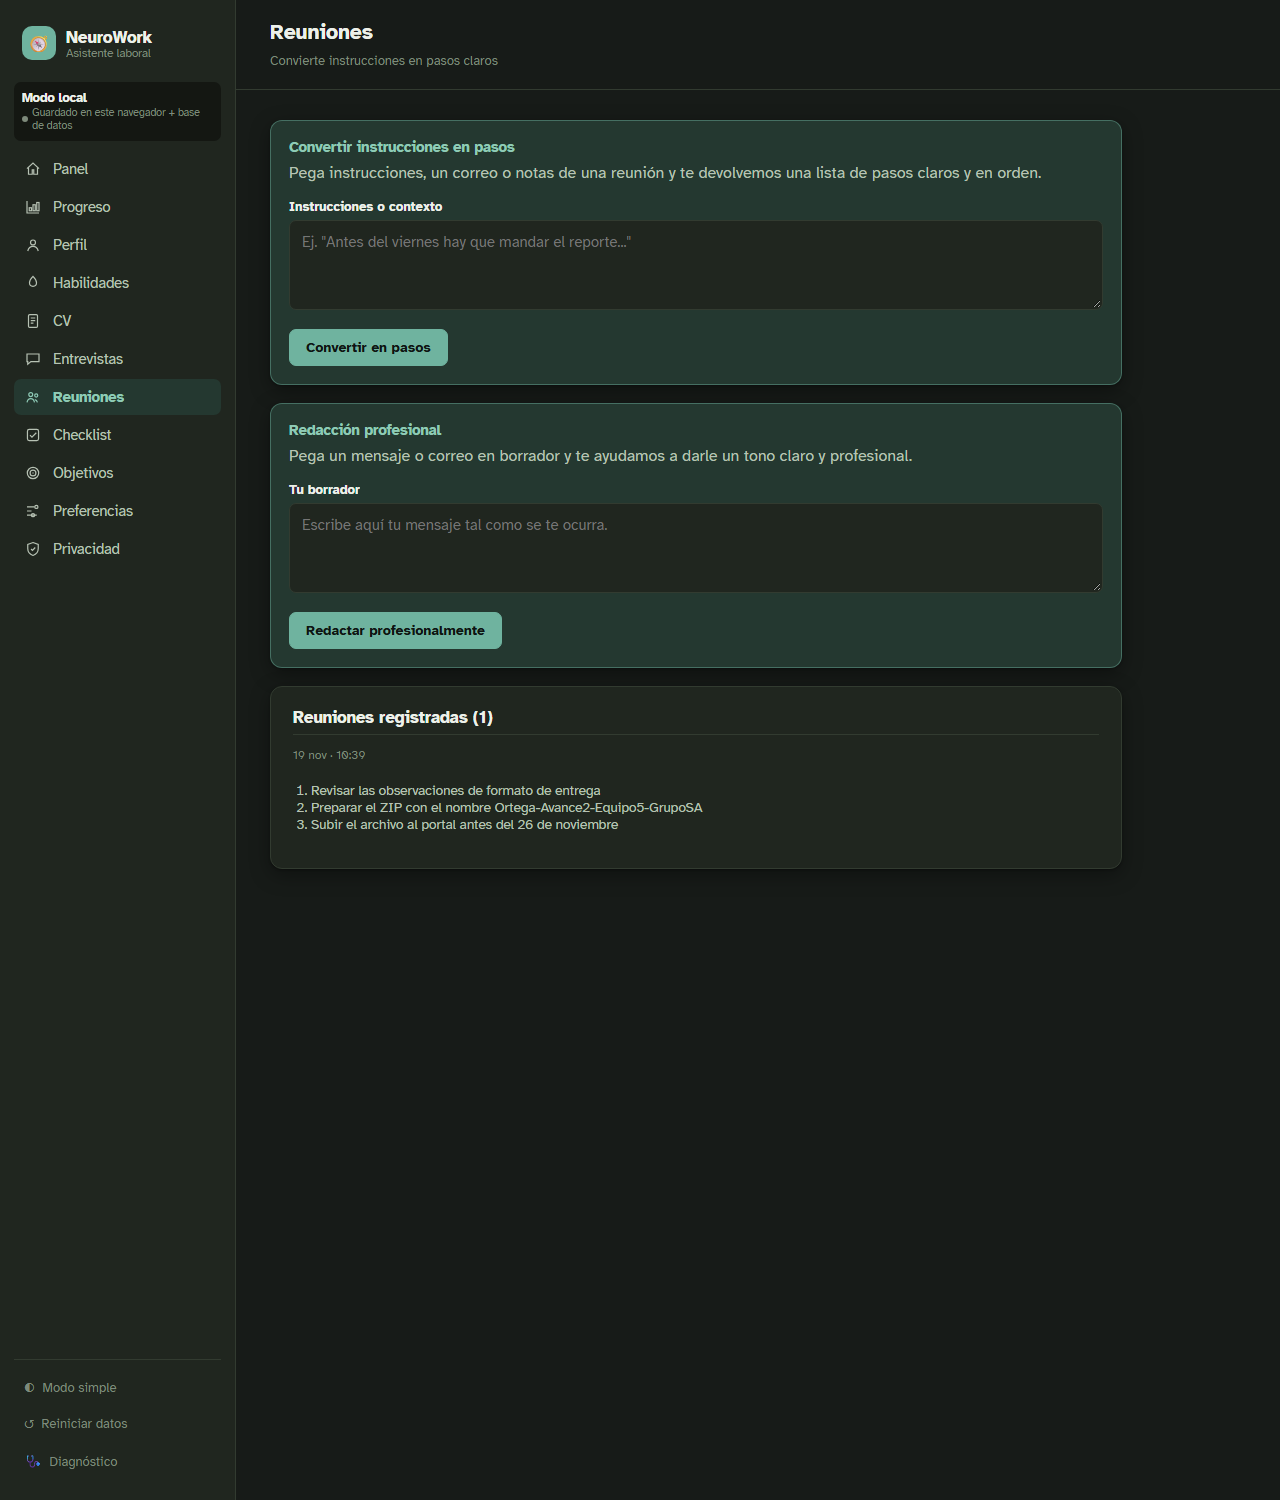 NeuroWork
Asistente laboral
Modo local
Guardado en este navegador + base
de datos
Panel
Progreso
Perfil
Habilidades
CV
Entrevistas
Reuniones
Checklist
Objetivos
Preferencias
Privacidad
Modo simple
Reiniciar datos
Diagnóstico
Reuniones
Convierte instrucciones en pasos claros
Convertir instrucciones en pasos
Pega instrucciones, un correo o notas de una reunión y te devolvemos una lista de pasos claros y en orden.
Instrucciones o contexto
Ej. "Antes del viernes hay que mandar el reporte..."
Convertir en pasos
Redacción profesional
Pega un mensaje o correo en borrador y te ayudamos a darle un tono claro y profesional.
Tu borrador
Escribe aquí tu mensaje tal como se te ocurra.
Redactar profesionalmente
Reuniones registradas (1)
19 nov · 10:39
1. Revisar las observaciones de formato de entrega
2. Preparar el ZIP con el nombre Ortega-Avance2-Equipo5-GrupoSA
3. Subir el archivo al portal antes del 26 de noviembre